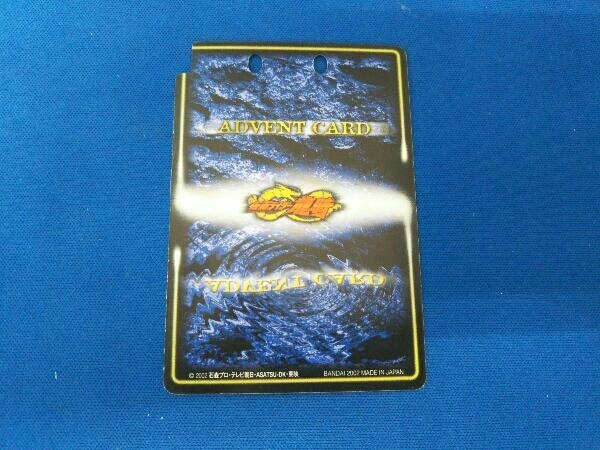 ADVENT CARD
仮面ライダー龍騎
ADVENT CARD
© 2002 石森プロ・テレビ朝日・ASATSU-DK・東映
BANDAI 2002 MADE IN JAPAN